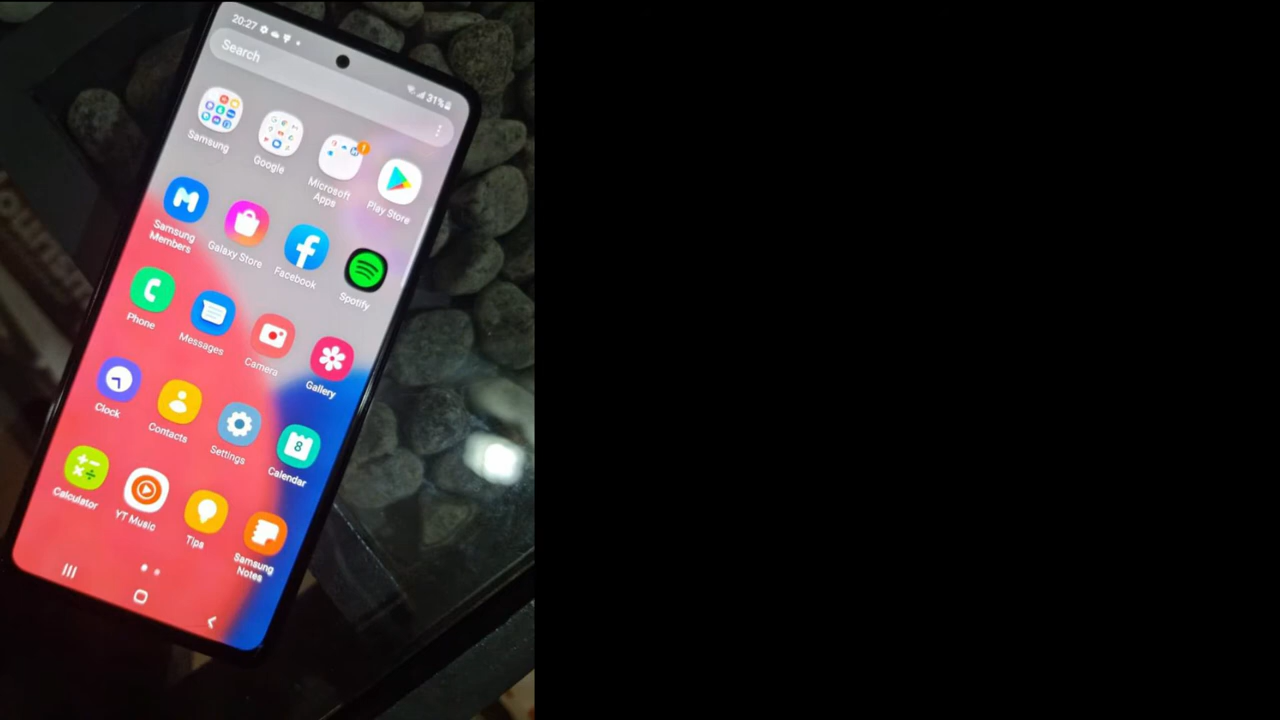 20:27
31%
Search
Samsung
Google
Microsoft
Apps
Play Store
Samsung
Members
Galaxy Store
Facebook
Spotify
Phone
Messages
Camera
Gallery
Clock
Contacts
Settings
8
Calendar
Calculator
YT Music
Tips
Samsung
Notes